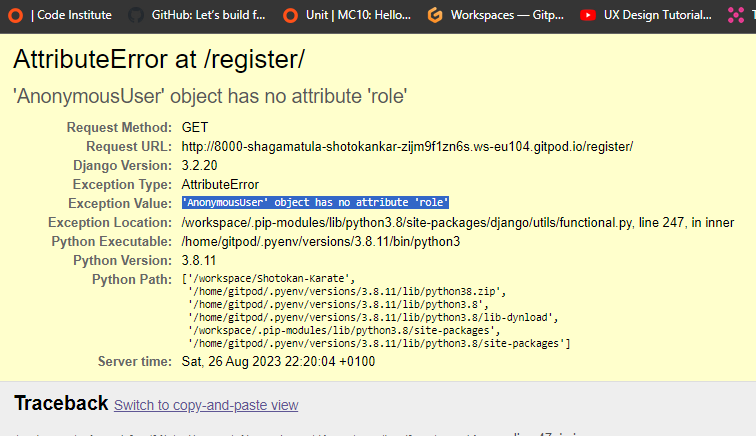 | Code Institute GitHub: Let's build f... Unit | MC10: Hello... Workspaces — Gitp... UX Design Tutorial...
AttributeError at /register/
'AnonymousUser' object has no attribute 'role'
Request Method: GET
Request URL: http://8000-shagamatula-shotokankar-zijm9f1zn6s.ws-eu104.gitpod.io/register/
Django Version: 3.2.20
Exception Type: AttributeError
Exception Value: 'AnonymousUser' object has no attribute 'role'
Exception Location: /workspace/.pip-modules/lib/python3.8/site-packages/django/utils/functional.py, line 247, in inner
Python Executable: /home/gitpod/.pyenv/versions/3.8.11/bin/python3
Python Version: 3.8.11
Python Path: ['/workspace/Shotokan-Karate',
'/home/gitpod/.pyenv/versions/3.8.11/lib/python38.zip',
'/home/gitpod/.pyenv/versions/3.8.11/lib/python3.8',
'/home/gitpod/.pyenv/versions/3.8.11/lib/python3.8/lib-dynload',
'/workspace/.pip-modules/lib/python3.8/site-packages',
'/home/gitpod/.pyenv/versions/3.8.11/lib/python3.8/site-packages']
Server time: Sat, 26 Aug 2023 22:20:04 +0100
Traceback Switch to copy-and-paste view